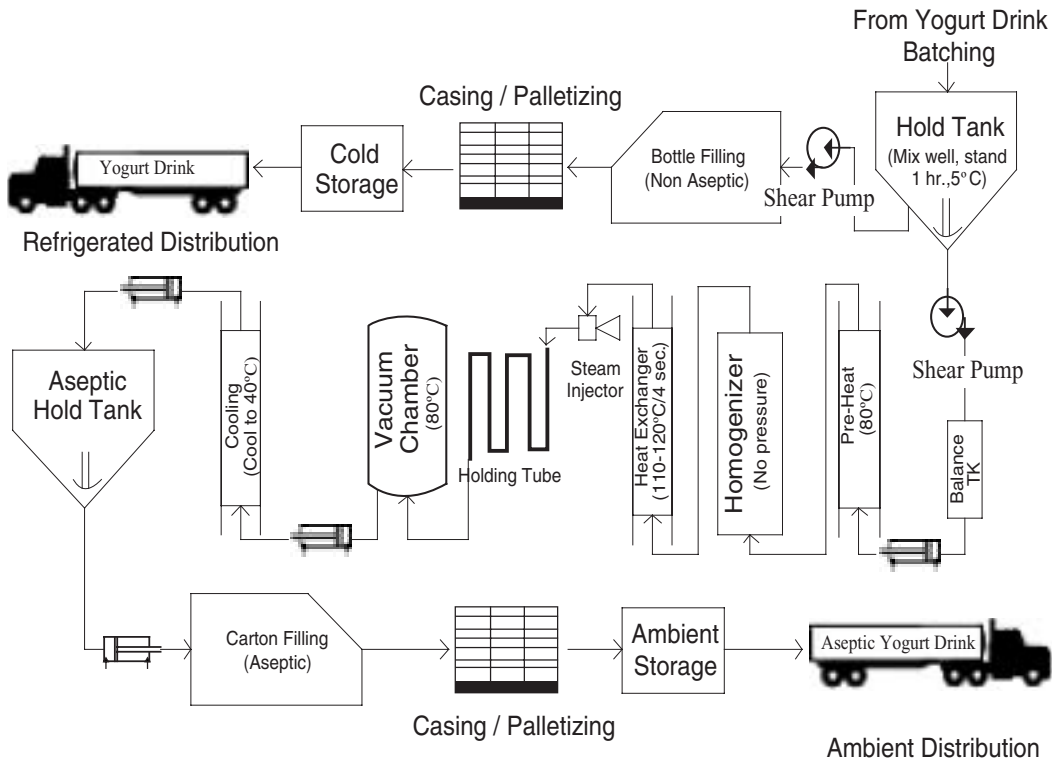 From Yogurt Drink
Batching
Casing / Palletizing
Hold Tank
(Mix well, stand
1 hr.,5°C)
Shear Pump
Bottle Filling
(Non Aseptic)
Cold
Storage
Yogurt Drink
Refrigerated Distribution
Shear Pump
Balance
TK
Pre-Heat
(80°C)
Homogenizer
(No pressure)
Heat Exchanger
(110-120°C/4 sec.)
Steam
Injector
Holding Tube
Vacuum
Chamber
(80°C)
Cooling
(Cool to 40°C)
Aseptic
Hold Tank
Carton Filling
(Aseptic)
Casing / Palletizing
Ambient
Storage
Aseptic Yogurt Drink
Ambient Distribution